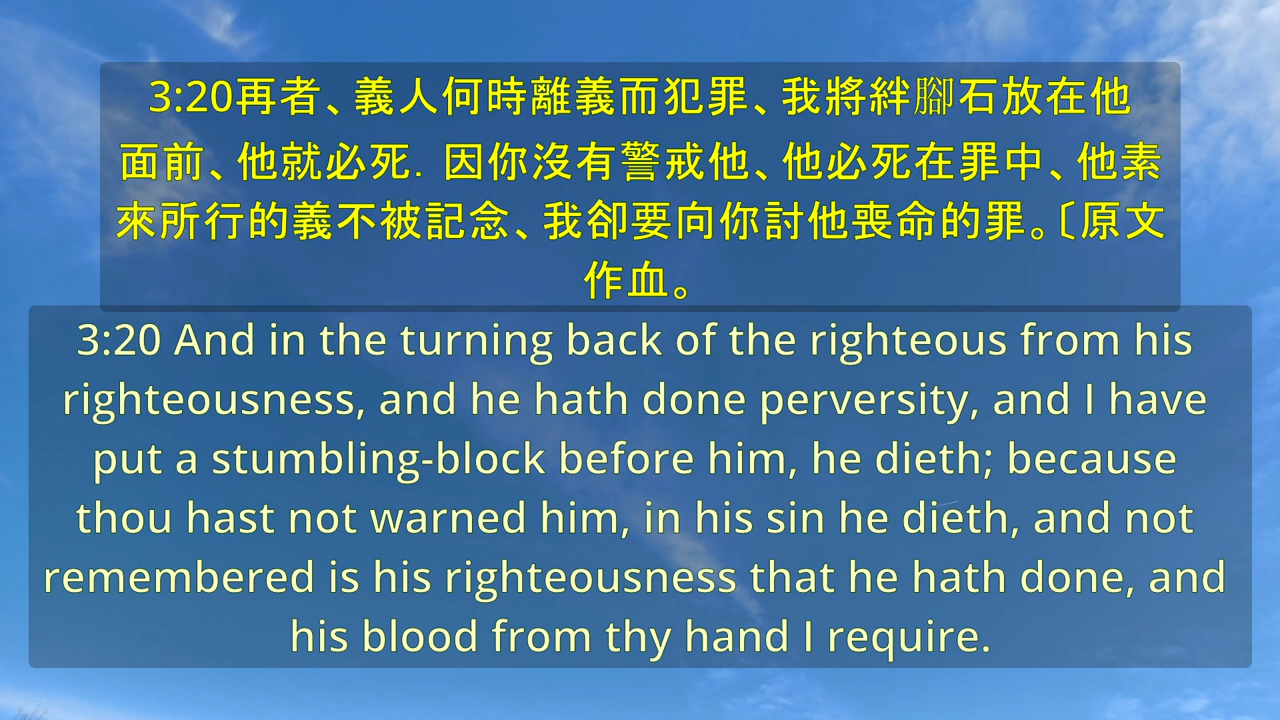 3:20再者、義人何時離義而犯罪、我將絆腳石放在他
面前、他就必死．因你沒有警戒他、他必死在罪中、他素
來所行的義不被記念、我卻要向你討他喪命的罪。〔原文
作血。
3:20 And in the turning back of the righteous from his
righteousness, and he hath done perversity, and I have
put a stumbling-block before him, he dieth; because
thou hast not warned him, in his sin he dieth, and not
remembered is his righteousness that he hath done, and
his blood from thy hand I require.